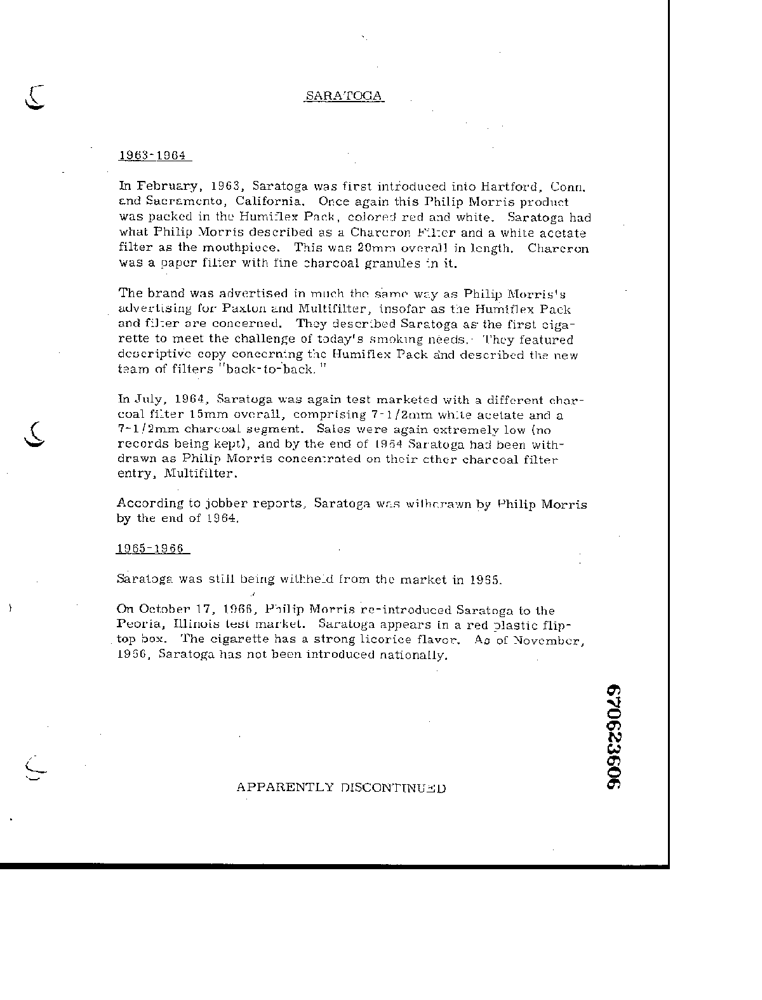 SARATOGA
1963-1964
In February, 1963, Saratoga was first introduced into Hartford, Conn.
and Sacramento, California. Once again this Philip Morris product
was packed in the Humiflex Pack, colored red and white. Saratoga had
what Philip Morris described as a Charcron Filter and a white acetate
filter as the mouthpiece. This was 20mm overall in length. Charcron
was a paper filter with fine charcoal granules in it.
The brand was advertised in much the same way as Philip Morris's
advertising for Paxton and Multifilter, insofar as the Humiflex Pack
and filter are concerned. They described Saratoga as the first ciga-
rette to meet the challenge of today's smoking needs. They featured
descriptive copy concerning the Humiflex Pack and described the new
team of filters "back-to-back."
In July, 1964, Saratoga was again test marketed with a different char-
coal filter 15mm overall, comprising 7-1/2mm white acetate and a
7-1/2mm charcoal segment. Sales were again extremely low (no
records being kept), and by the end of 1964 Saratoga had been with-
drawn as Philip Morris concentrated on their other charcoal filter
entry, Multifilter.
According to jobber reports, Saratoga was withdrawn by Philip Morris
by the end of 1964.
1965-1966
Saratoga was still being withheld from the market in 1965.
On October 17, 1966, Philip Morris re-introduced Saratoga to the
Peoria, Illinois test market. Saratoga appears in a red plastic flip-
top box. The cigarette has a strong licorice flavor. As of November,
1966, Saratoga has not been introduced nationally.
670623606
APPARENTLY DISCONTINUED